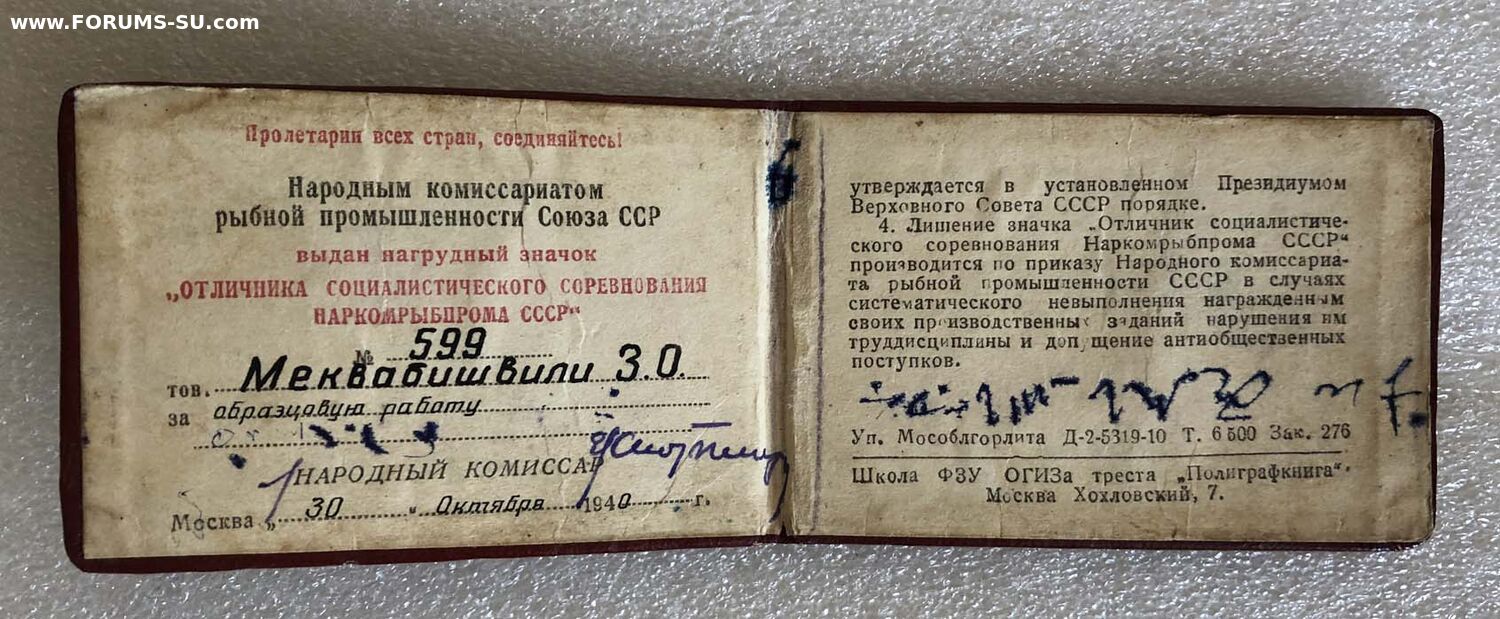 www.FORUMS-SU.com
Пролетарии всех стран, соединяйтесь!
Народным комиссариатом
рыбной промышленности Союза ССР
выдан нагрудный значок
„ОТЛИЧНИКА СОЦИАЛИСТИЧЕСКОГО СОРЕВНОВАНИЯ
НАРКОМРЫБПРОМА СССР“
№ 599
тов. Меквабишвили З.О.
за образцовую работу
НАРОДНЫЙ КОМИССАР
Москва „ 30 “ Октября 1940 г.
утверждается в установленном Президиумом
Верховного Совета СССР порядке.
4. Лишение значка „Отличник социалистиче-
ского соревнования Наркомрыбпрома СССР“
производится по приказу Народного комиссариа-
та рыбной промышленности СССР в случаях
систематического невыполнения награжденным
своих производственных заданий нарушения им
труддисциплины и допущение антиобщественных
поступков.
Уп. Мособлгорлита Д-2-5319-10 Т. 6500 Зак. 276
Школа ФЗУ ОГИЗа треста „Полиграфкнига“.
Москва Хохловский, 7.